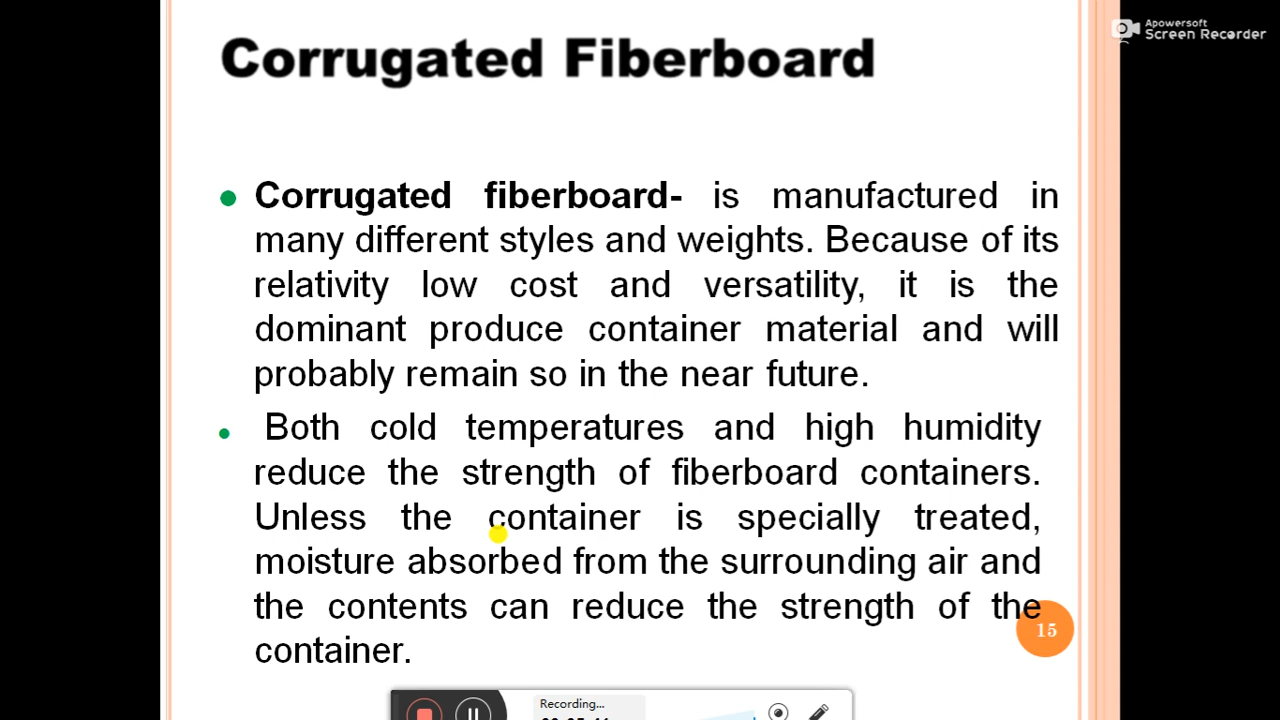 Corrugated Fiberboard
Apowersoft
Screen Recorder
Corrugated fiberboard- is manufactured in
many different styles and weights. Because of its
relativity low cost and versatility, it is the
dominant produce container material and will
probably remain so in the near future.
Both cold temperatures and high humidity
reduce the strength of fiberboard containers.
Unless the container is specially treated,
moisture absorbed from the surrounding air and
the contents can reduce the strength of the
container.
15
Recording...